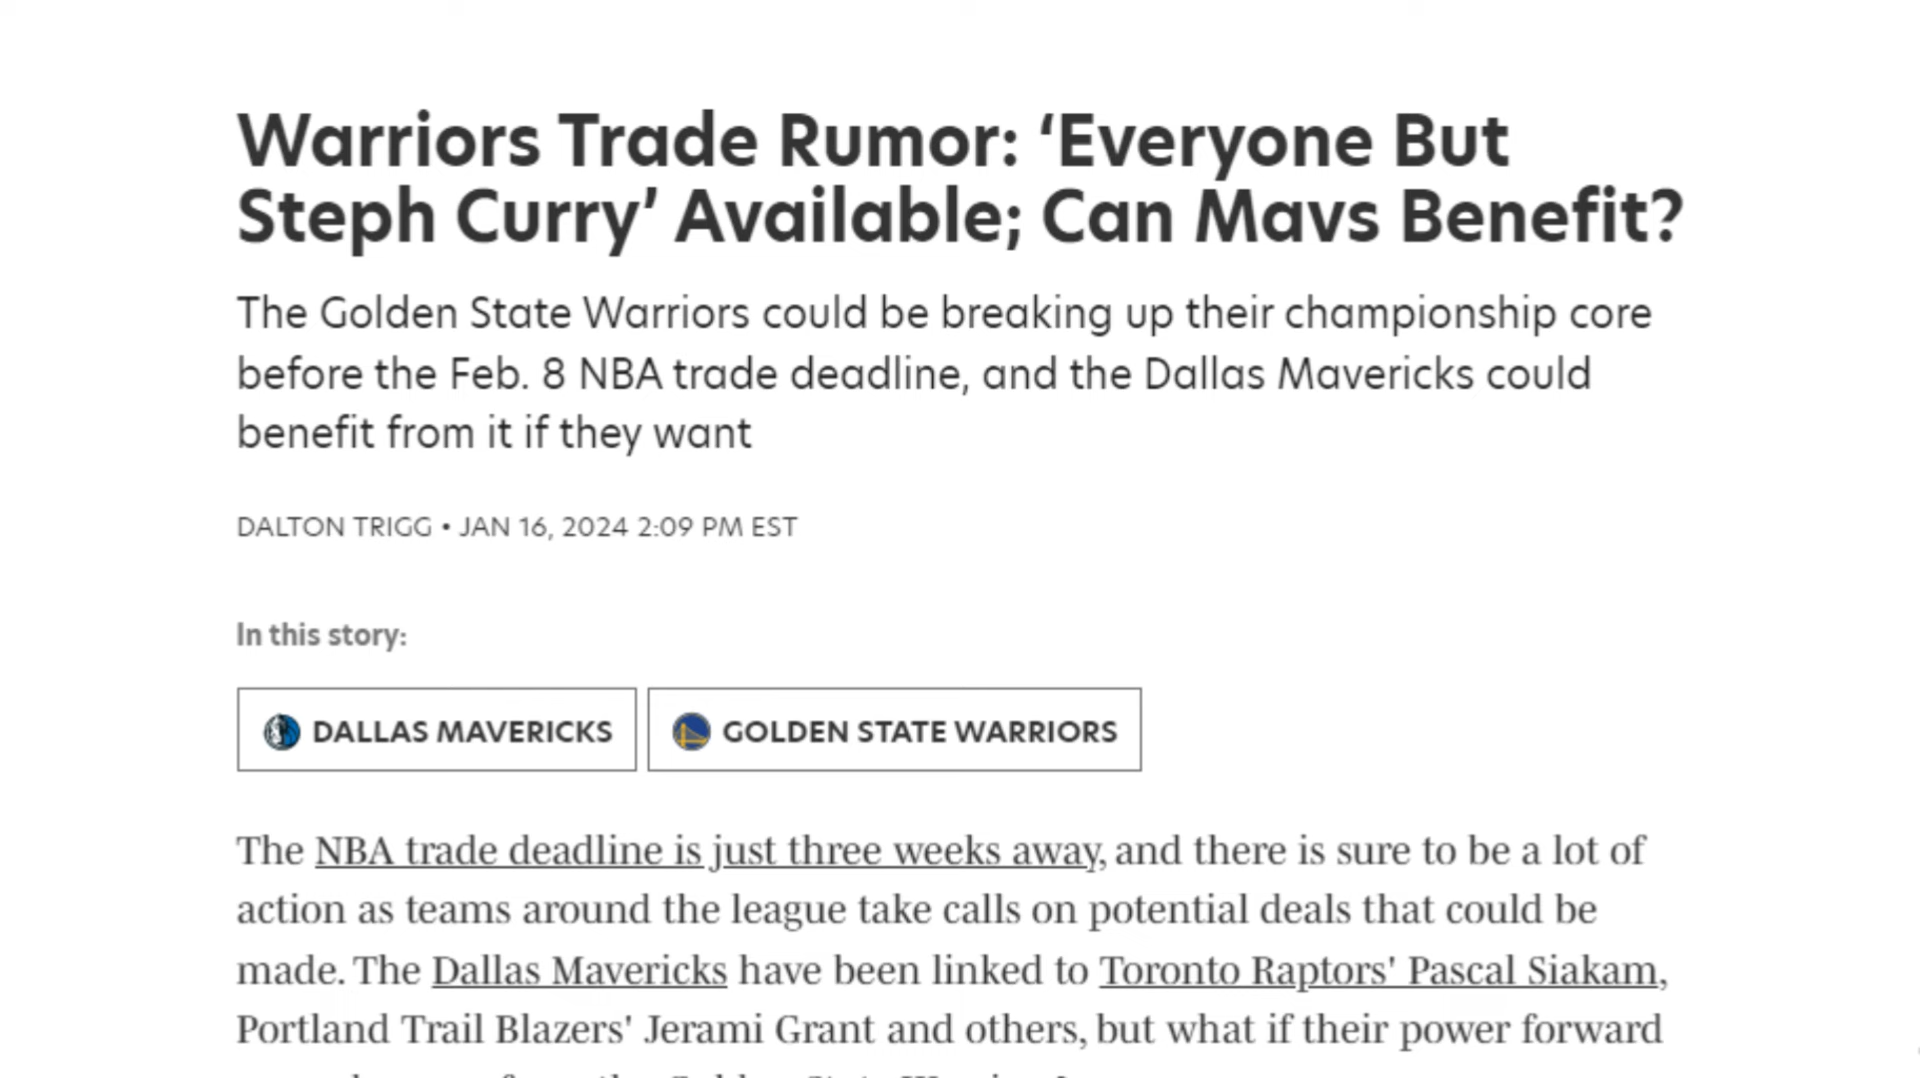 Warriors Trade Rumor: ‘Everyone But
Steph Curry’ Available; Can Mavs Benefit?
The Golden State Warriors could be breaking up their championship core
before the Feb. 8 NBA trade deadline, and the Dallas Mavericks could
benefit from it if they want
DALTON TRIGG • JAN 16, 2024 2:09 PM EST
In this story:
DALLAS MAVERICKS GOLDEN STATE WARRIORS
The NBA trade deadline is just three weeks away, and there is sure to be a lot of
action as teams around the league take calls on potential deals that could be
made. The Dallas Mavericks have been linked to Toronto Raptors' Pascal Siakam,
Portland Trail Blazers' Jerami Grant and others, but what if their power forward